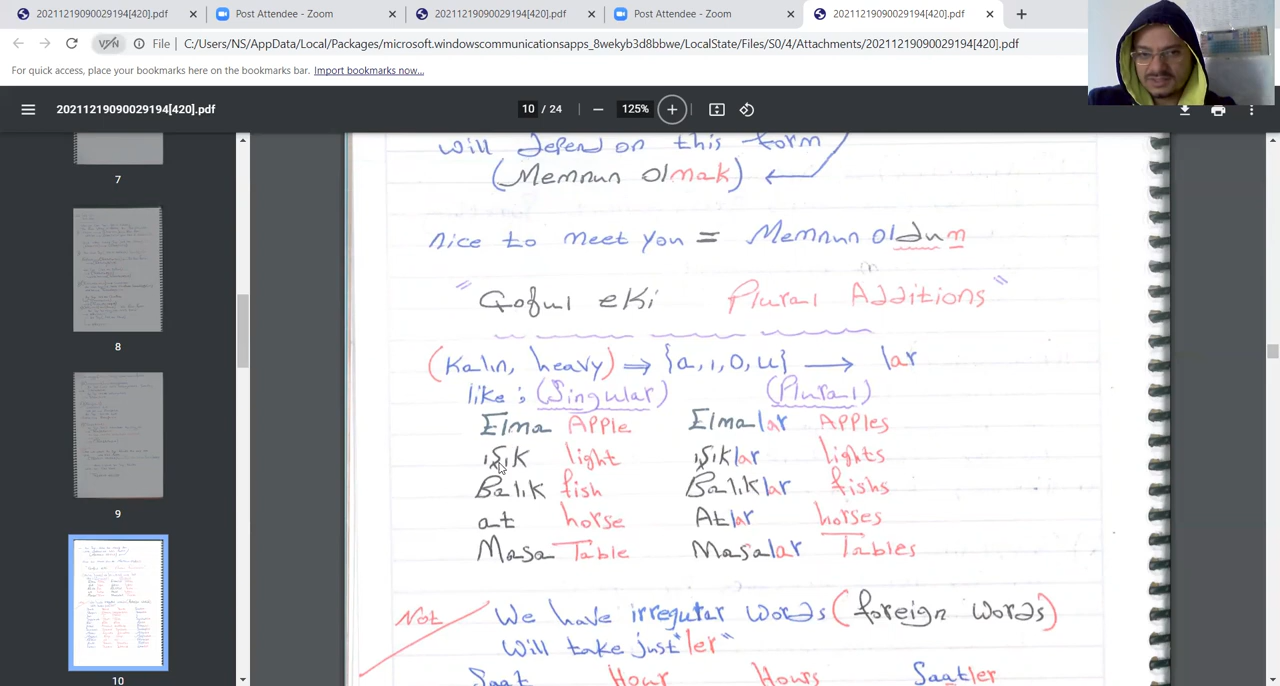 20211219090029194[420].pdf
Post Attendee - Zoom
20211219090029194[420].pdf
Post Attendee - Zoom
20211219090029194[420].pdf
VPN
File C:/Users/NS/AppData/Local/Packages/microsoft.windowscommunicationsapps_8wekyb3d8bbwe/LocalState/Files/S0/4/Attachments/20211219090029194[420].pdf
For quick access, place your bookmarks here on the bookmarks bar. Import bookmarks now...
20211219090029194[420].pdf
10 / 24
125%
7
8
9
10
will depend on this form
(Memnun olmak) ←
nice to meet you = Memnun oldum
"Çoğul eki Plural Additions"
(Kalın, heavy) ⇒ {a, ı, O, u} → lar
like ; (Singular) (Plural)
Elma APPle Elmalar APPles
ışık light ışıklar lights
Balık fish Balıklar fishs
at horse Atlar horses
Masa Table Masalar Tables
Not We have irregular words (foreign words)
will take just "ler"
Saat Hour Hours Saatler